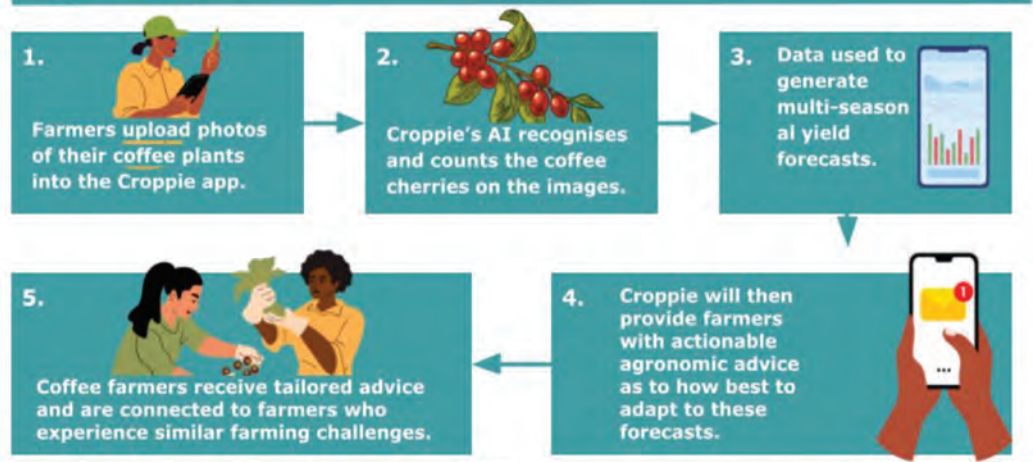 1.
Farmers upload photos
of their coffee plants
into the Croppie app.
2.
Croppie's AI recognises
and counts the coffee
cherries on the images.
3. Data used to
generate
multi-season
al yield
forecasts.
4. Croppie will then
provide farmers
with actionable
agronomic advice
as to how best to
adapt to these
forecasts.
1
5.
Coffee farmers receive tailored advice
and are connected to farmers who
experience similar farming challenges.